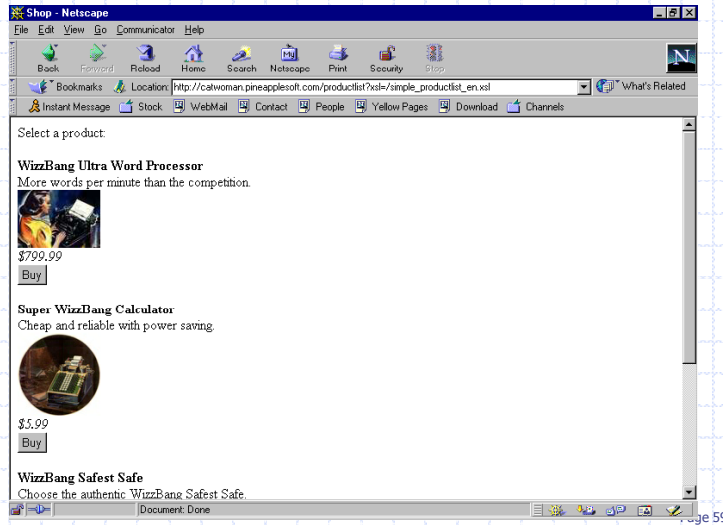 Shop - Netscape
File Edit View Go Communicator Help
Back Forward Reload Home Search Netscape Print Security Stop
N
Bookmarks Location: http://catwoman.pineapplesoft.com/productlist?xsl=/simple_productlist_en.xsl What's Related
Instant Message Stock WebMail Contact People Yellow Pages Download Channels
Select a product:
WizzBang Ultra Word Processor
More words per minute than the competition.
$799.99
Buy
Super WizzBang Calculator
Cheap and reliable with power saving.
$5.99
Buy
WizzBang Safest Safe
Choose the authentic WizzBang Safest Safe.
Document: Done
Page 59